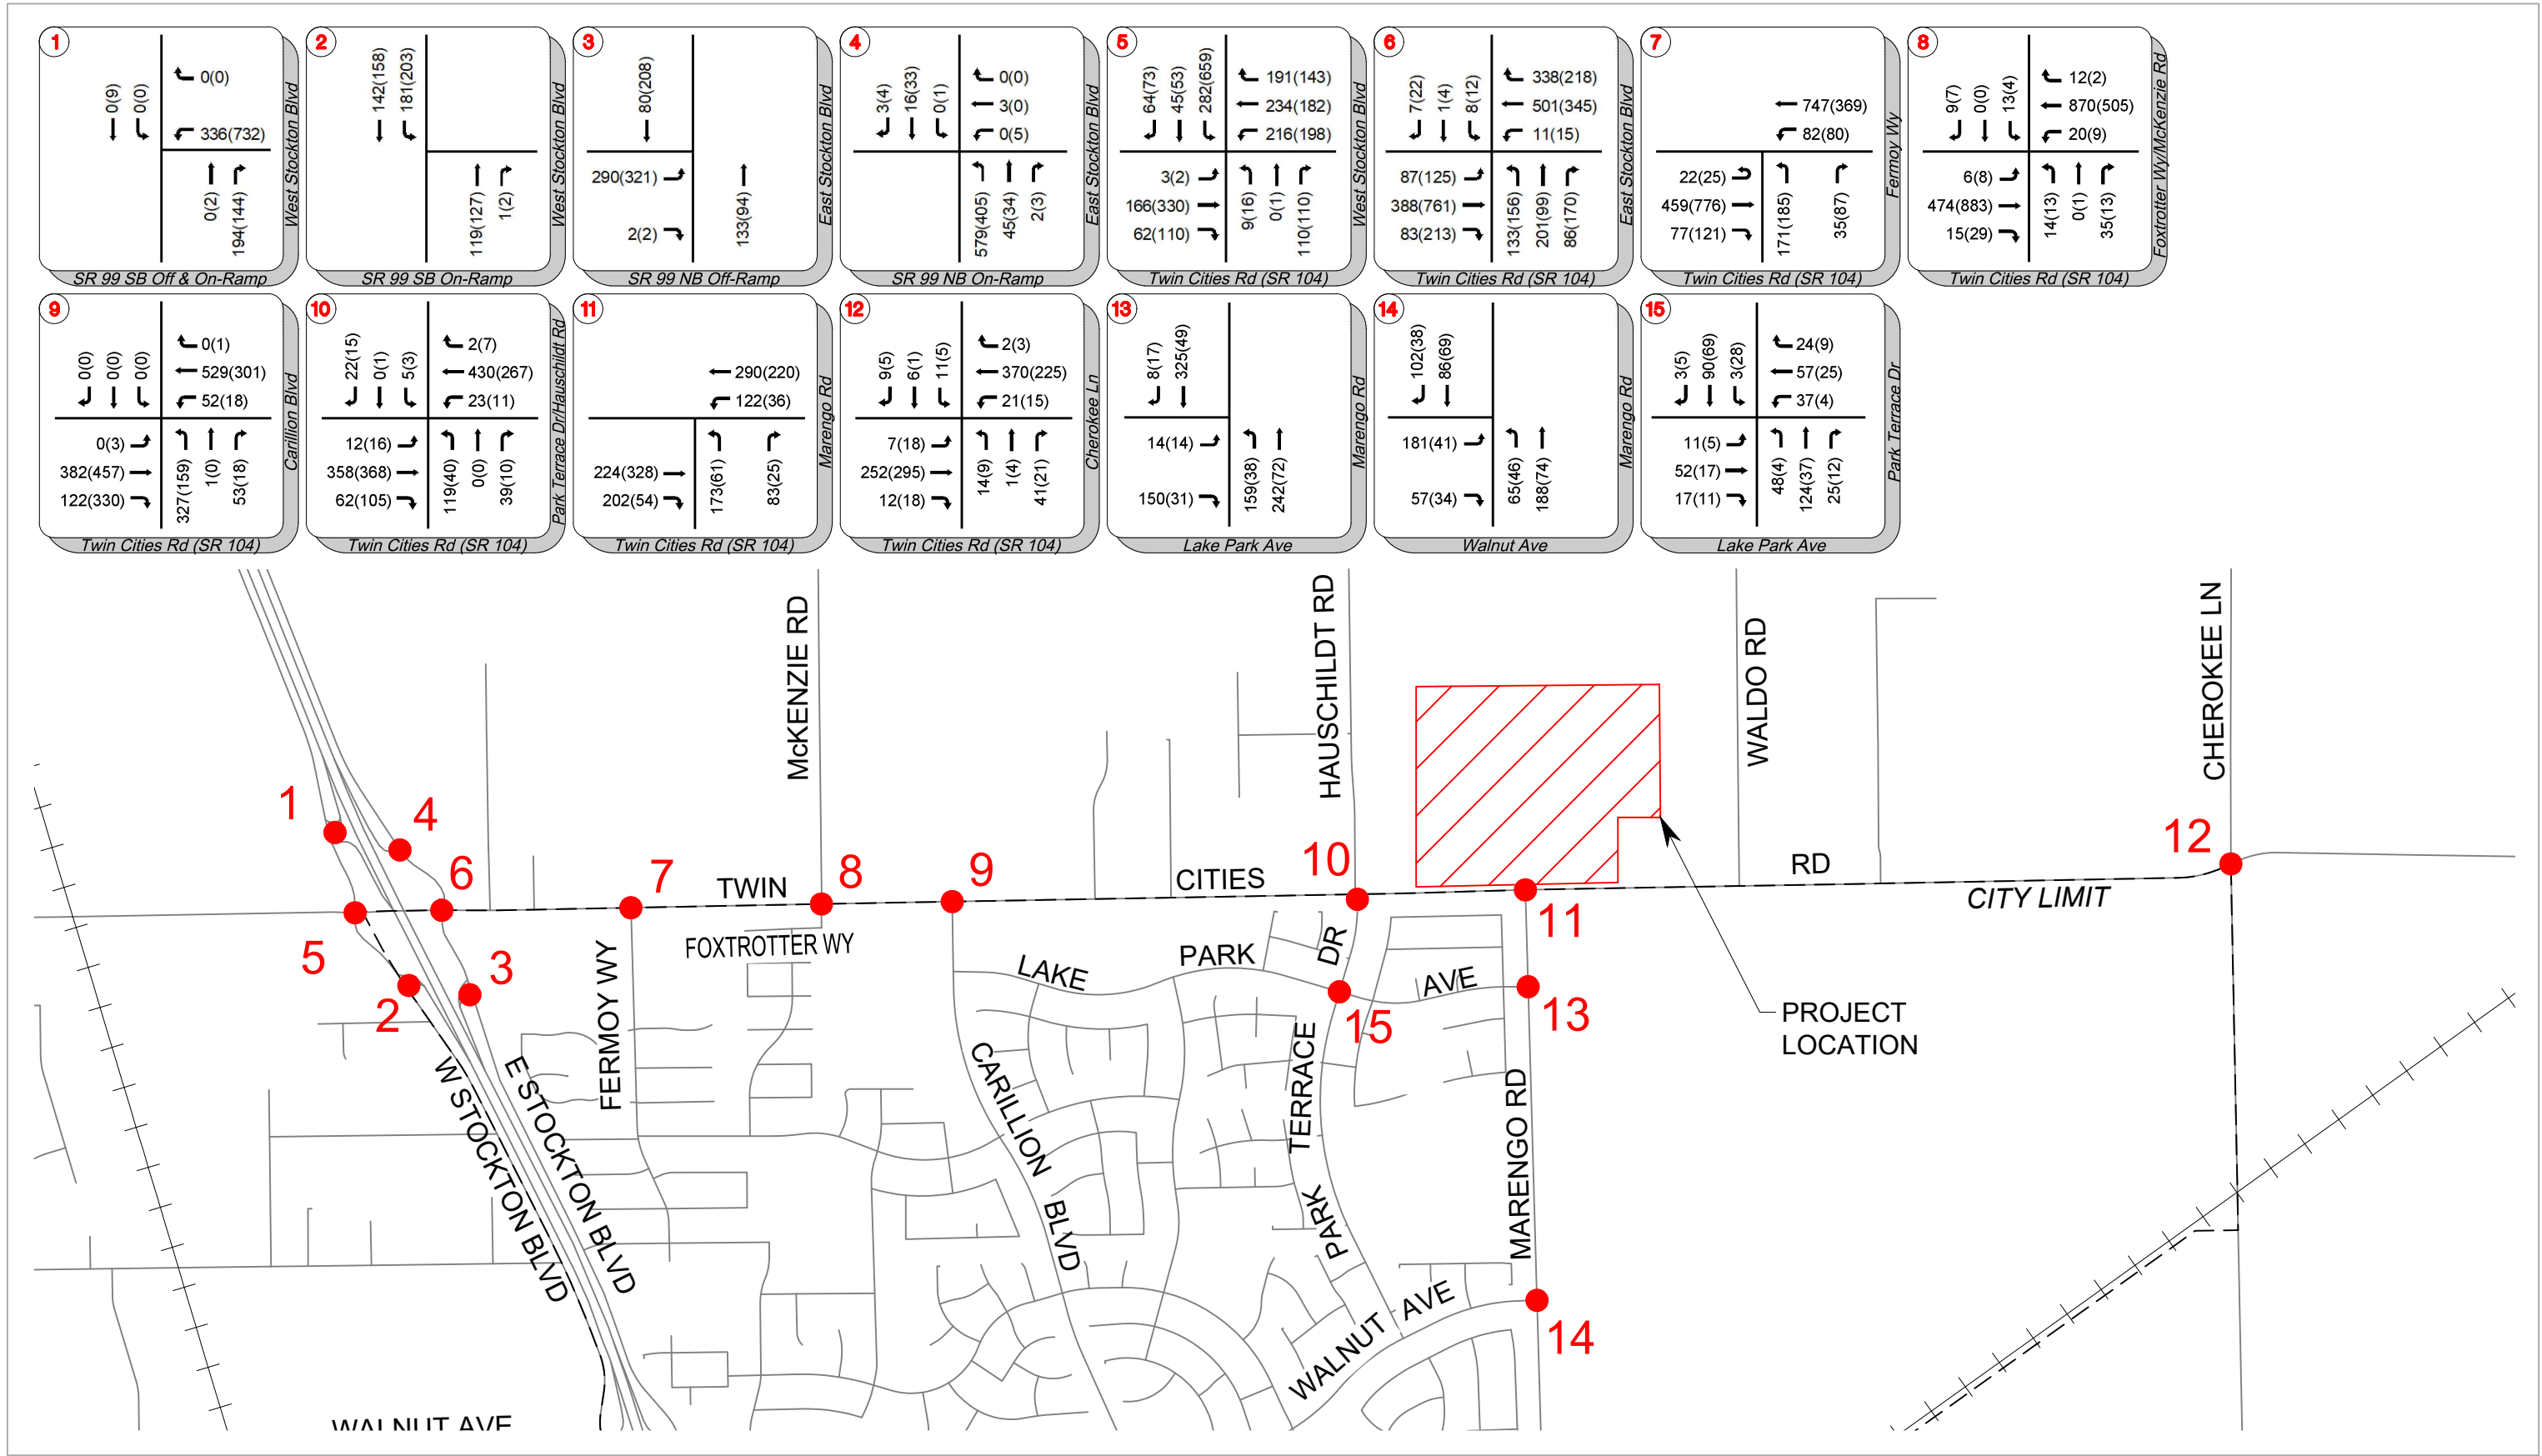 1
0(9)
0(0)
0(0)
336(732)
0(2)
194(144)
West Stockton Blvd
SR 99 SB Off & On-Ramp
2
142(158)
181(203)
119(127)
1(2)
West Stockton Blvd
SR 99 SB On-Ramp
3
80(208)
290(321)
2(2)
133(94)
East Stockton Blvd
SR 99 NB Off-Ramp
4
3(4)
16(33)
0(1)
0(0)
3(0)
0(5)
579(405)
45(34)
2(3)
East Stockton Blvd
SR 99 NB On-Ramp
5
64(73)
45(53)
282(659)
191(143)
234(182)
216(198)
3(2)
166(330)
62(110)
9(16)
0(1)
110(110)
West Stockton Blvd
Twin Cities Rd (SR 104)
6
7(22)
1(4)
8(12)
338(218)
501(345)
11(15)
87(125)
388(761)
83(213)
133(156)
201(99)
86(170)
East Stockton Blvd
Twin Cities Rd (SR 104)
7
747(369)
82(80)
22(25)
459(776)
77(121)
171(185)
35(87)
Fermoy Wy
Twin Cities Rd (SR 104)
8
9(7)
0(0)
13(4)
12(2)
870(505)
20(9)
6(8)
474(883)
15(29)
14(13)
0(1)
35(13)
Foxtrotter Wy/McKenzie Rd
Twin Cities Rd (SR 104)
9
0(0)
0(0)
0(0)
0(1)
529(301)
52(18)
0(3)
382(457)
122(330)
327(159)
1(0)
53(18)
Carillion Blvd
Twin Cities Rd (SR 104)
10
22(15)
0(1)
5(3)
2(7)
430(267)
23(11)
12(16)
358(368)
62(105)
119(40)
0(0)
39(10)
Park Terrace Dr/Hauschildt Rd
Twin Cities Rd (SR 104)
11
290(220)
122(36)
224(328)
202(54)
173(61)
83(25)
Marengo Rd
Twin Cities Rd (SR 104)
12
9(5)
6(1)
11(5)
2(3)
370(225)
21(15)
7(18)
252(295)
12(18)
14(9)
1(4)
41(21)
Cherokee Ln
Twin Cities Rd (SR 104)
13
8(17)
325(49)
14(14)
150(31)
159(38)
242(72)
Marengo Rd
Lake Park Ave
14
102(38)
86(69)
181(41)
57(34)
65(46)
188(74)
Marengo Rd
Walnut Ave
15
3(5)
90(69)
3(28)
24(9)
57(25)
37(4)
11(5)
52(17)
17(11)
48(4)
124(37)
25(12)
Park Terrace Dr
Lake Park Ave
McKENZIE RD
HAUSCHILDT RD
WALDO RD
CHEROKEE LN
1
4
6
7
8
9
10
12
TWIN
CITIES
RD
CITY LIMIT
11
5
3
2
FERMOY WY
FOXTROTTER WY
LAKE
PARK
AVE
DR
13
15
PROJECT
LOCATION
W STOCKTON BLVD
E STOCKTON BLVD
CARILLION
BLVD
TERRACE
PARK
MARENGO RD
14
WALNUT
AVE
WALNUT AVE